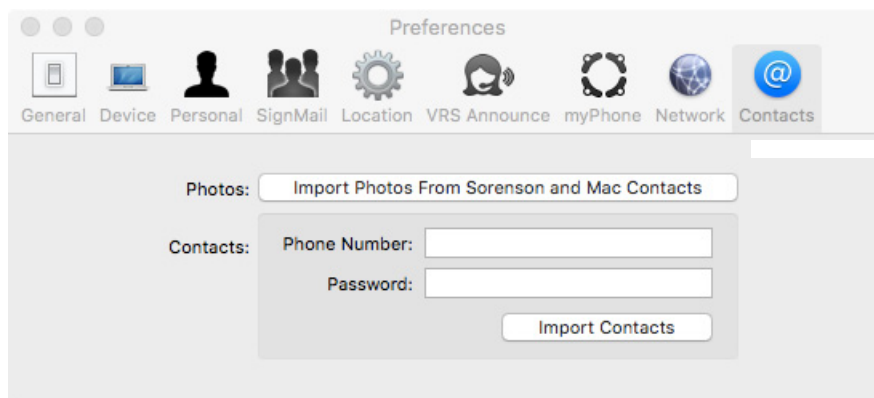 Preferences
General Device Personal SignMail Location VRS Announce myPhone Network Contacts
Photos: Import Photos From Sorenson and Mac Contacts
Contacts: Phone Number:
Password:
Import Contacts